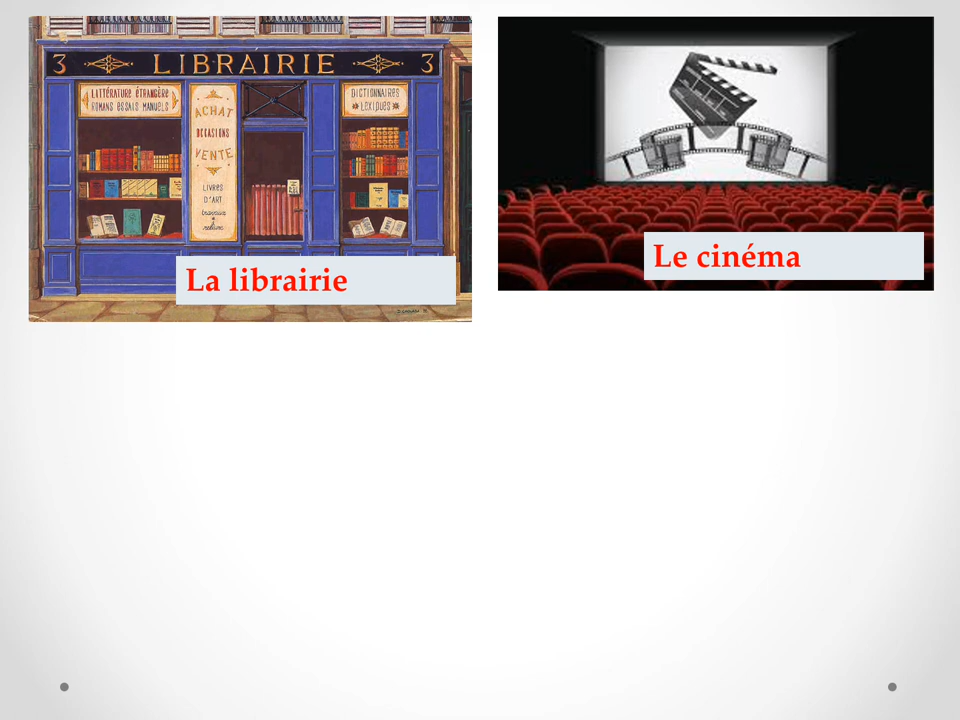 3 LIBRAIRIE 3
LITTÉRATURE ÉTRANGÈRE
ROMANS ESSAIS MANUELS
ACHAT
OCCASIONS
VENTE
LIVRES
D'ART
DICTIONNAIRES
LEXIQUES
La librairie
Le cinéma